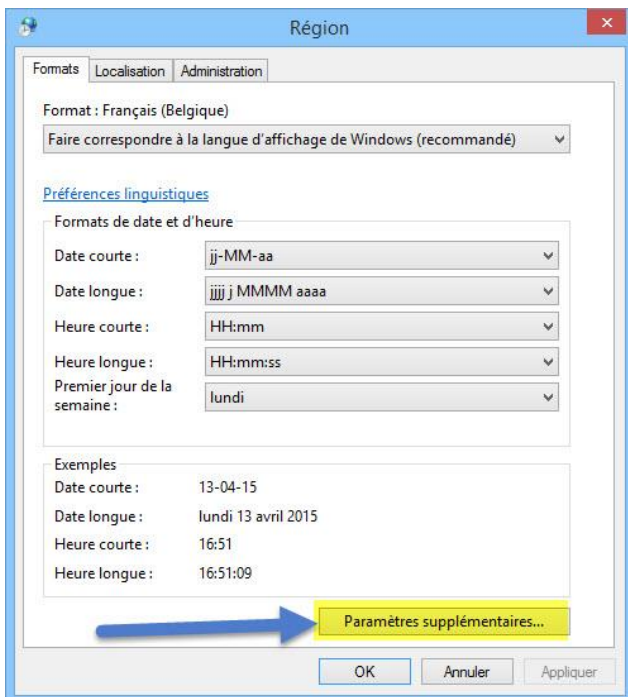 Région
Formats Localisation Administration
Format : Français (Belgique)
Faire correspondre à la langue d'affichage de Windows (recommandé)
Préférences linguistiques
Formats de date et d'heure
Date courte : jj-MM-aa
Date longue : jjjj j MMMM aaaa
Heure courte : HH:mm
Heure longue : HH:mm:ss
Premier jour de la
semaine : lundi
Exemples
Date courte : 13-04-15
Date longue : lundi 13 avril 2015
Heure courte : 16:51
Heure longue : 16:51:09
Paramètres supplémentaires...
OK Annuler Appliquer